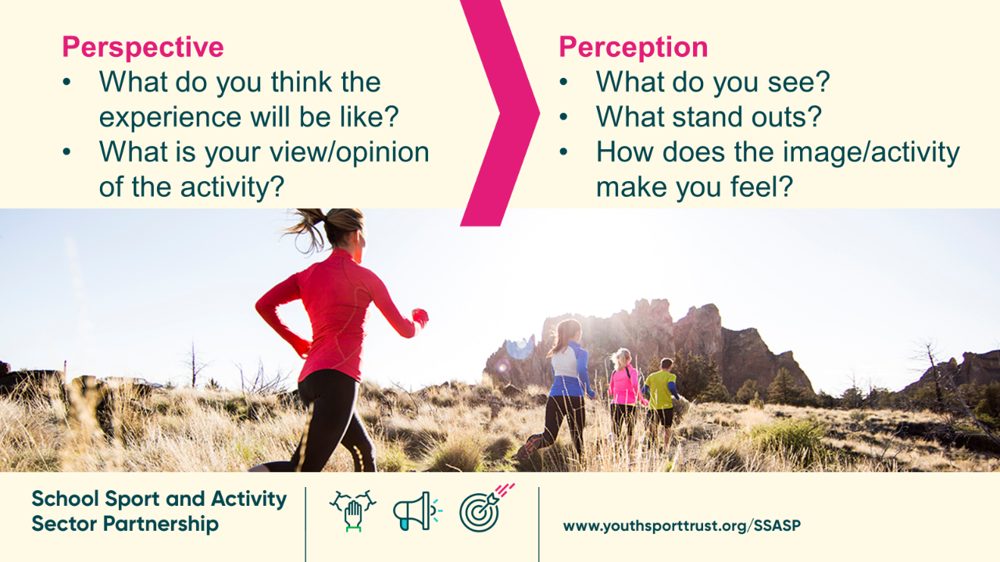 Perspective
• What do you think the
experience will be like?
• What is your view/opinion
of the activity?
Perception
• What do you see?
• What stand outs?
• How does the image/activity
make you feel?
School Sport and Activity
Sector Partnership
www.youthsporttrust.org/SSASP